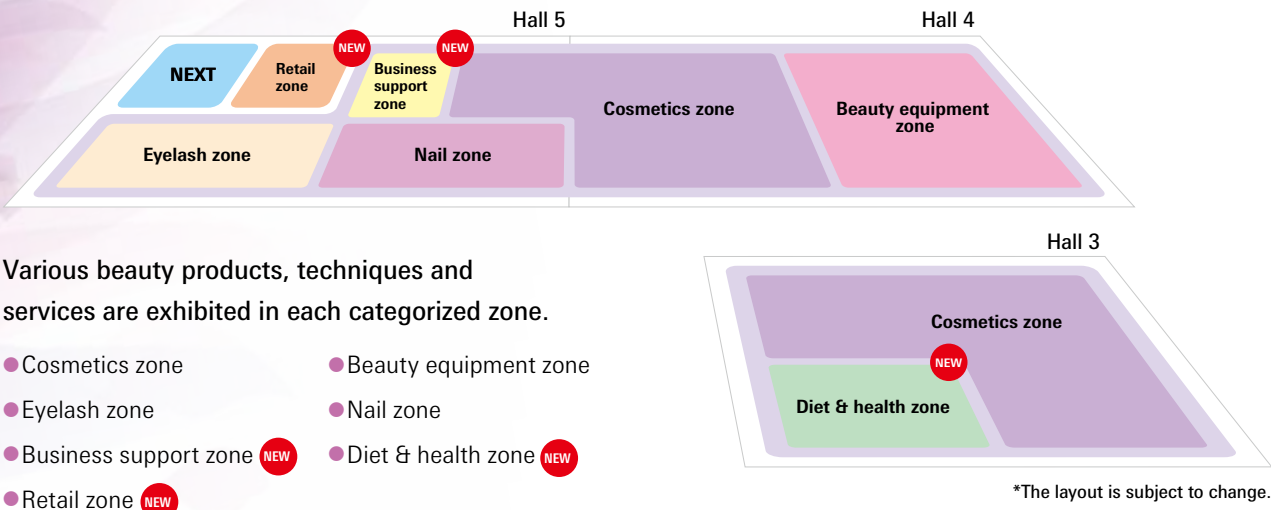 Hall 5
Hall 4
NEXT
Retail
zone
NEW
Business
support
zone
NEW
Cosmetics zone
Beauty equipment
zone
Eyelash zone
Nail zone
Hall 3
Cosmetics zone
NEW
Diet & health zone
*The layout is subject to change.
Various beauty products, techniques and
services are exhibited in each categorized zone.
●Cosmetics zone
●Beauty equipment zone
●Eyelash zone
●Nail zone
●Business support zone NEW
●Diet & health zone NEW
●Retail zone NEW